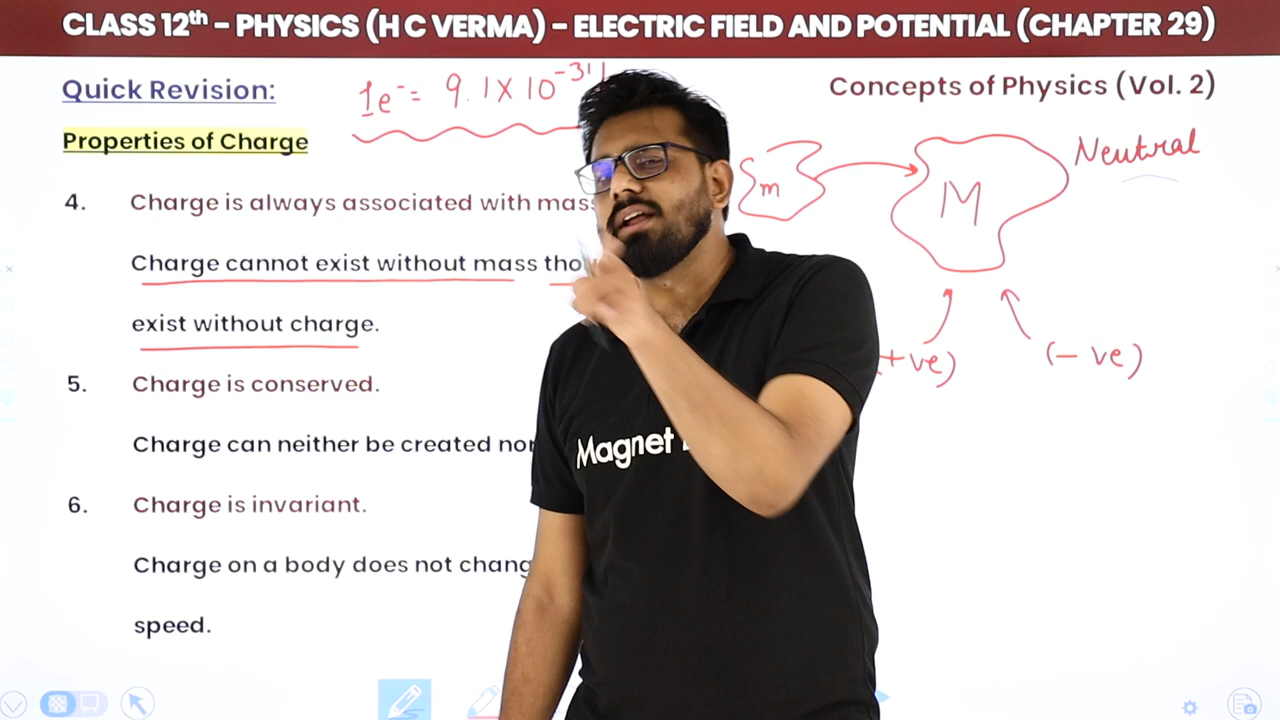 CLASS 12th – PHYSICS (H C VERMA) – ELECTRIC FIELD AND POTENTIAL (CHAPTER 29)
Quick Revision:
1e⁻ = 9.1 X 10⁻³¹
Concepts of Physics (Vol. 2)
Properties of Charge
m
M
Neutral
4. Charge is always associated with mass
Charge cannot exist without mass
exist without charge.
+ve)
(- ve)
5. Charge is conserved.
Charge can neither be created nor
Magnet
6. Charge is invariant.
Charge on a body does not chang
speed.